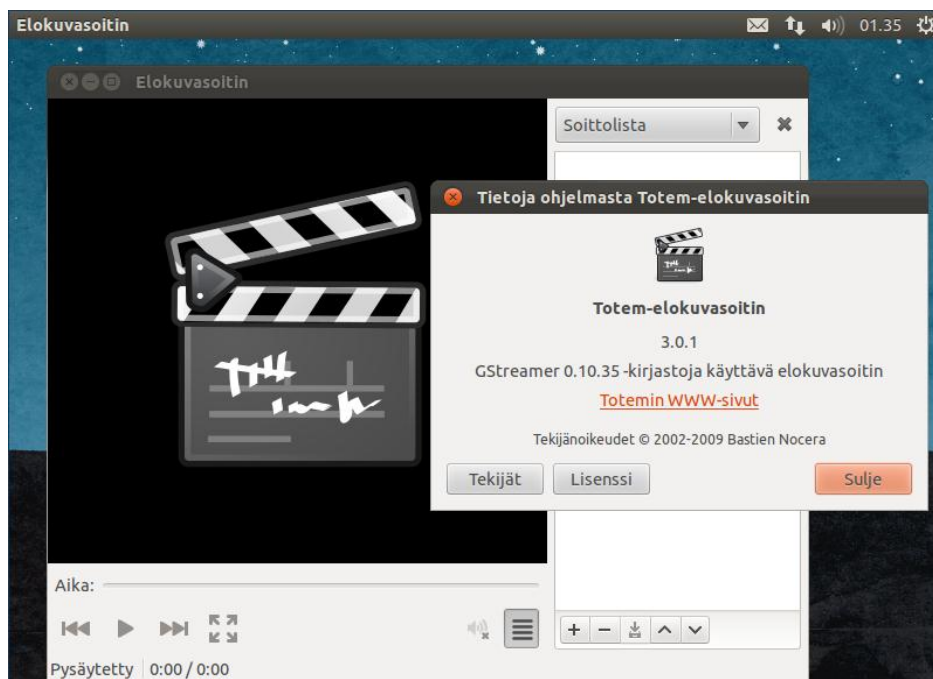 Elokuvasoitin
01.35
Elokuvasoitin
Soittolista
Tietoja ohjelmasta Totem-elokuvasoitin
Totem-elokuvasoitin
3.0.1
GStreamer 0.10.35 -kirjastoja käyttävä elokuvasoitin
Totemin WWW-sivut
Tekijänoikeudet © 2002-2009 Bastien Nocera
Tekijät
Lisenssi
Sulje
Aika:
Pysäytetty
0:00 / 0:00